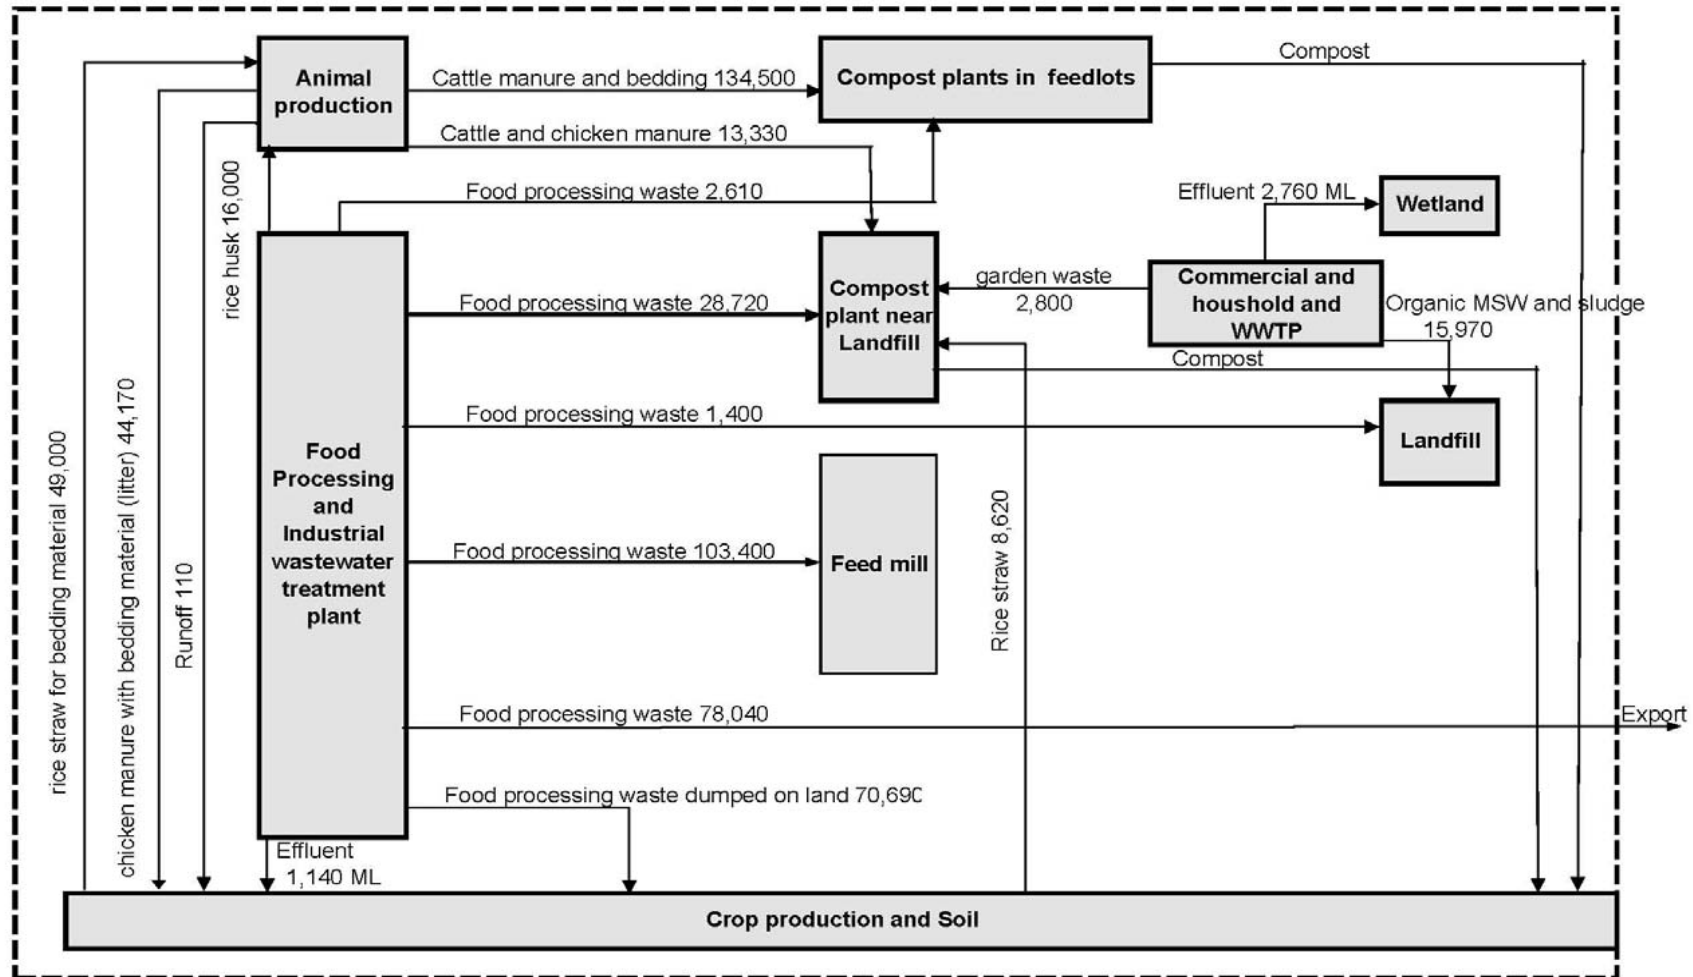 Compost
Animal
production
Cattle manure and bedding 134,500
Compost plants in feedlots
Cattle and chicken manure 13,330
rice husk 16,000
Food processing waste 2,610
Effluent 2,760 ML
Wetland
Food processing waste 28,720
Compost
plant near
Landfill
garden waste
2,800
Commercial and
houshold and
WWTP
Organic MSW and sludge
15,970
Compost
Food processing waste 1,400
Landfill
rice straw for bedding material 49,000
chicken manure with bedding material (litter) 44,170
Runoff 110
Food
Processing
and
Industrial
wastewater
treatment
plant
Food processing waste 103,400
Feed mill
Rice straw 8,620
Food processing waste 78,040
Export
Food processing waste dumped on land 70,690
Effluent
1,140 ML
Crop production and Soil